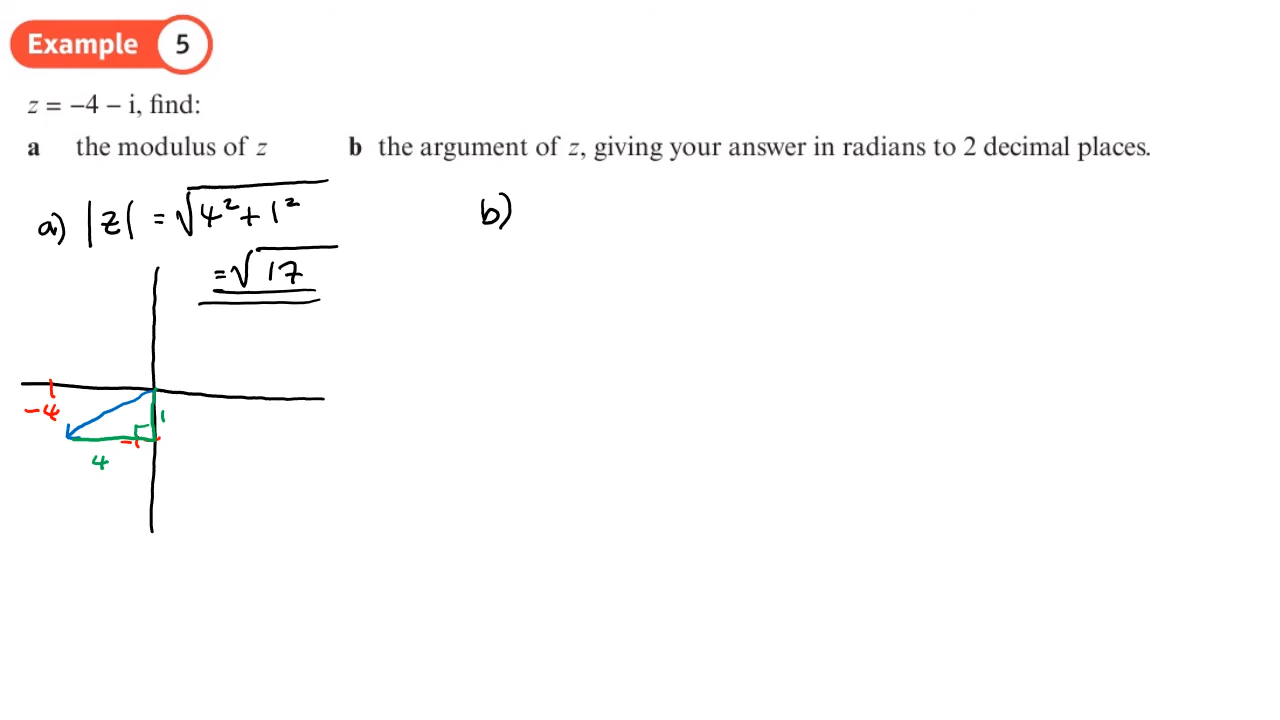 Example 5
z = −4 − i, find:
a the modulus of z b the argument of z, giving your answer in radians to 2 decimal places.
a) |z| = √4² + 1²
b)
= √17
-4
1
-1
4